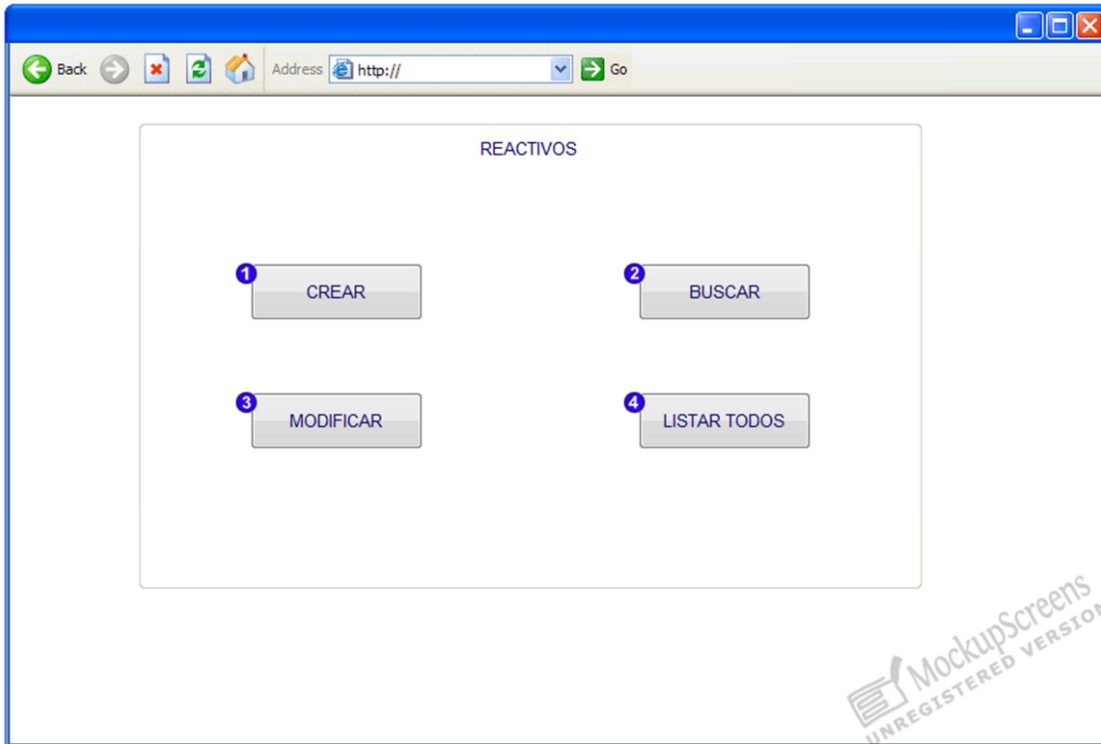 Back Address http:// Go
REACTIVOS
1 CREAR
2 BUSCAR
3 MODIFICAR
4 LISTAR TODOS
MockupScreens
UNREGISTERED VERSION